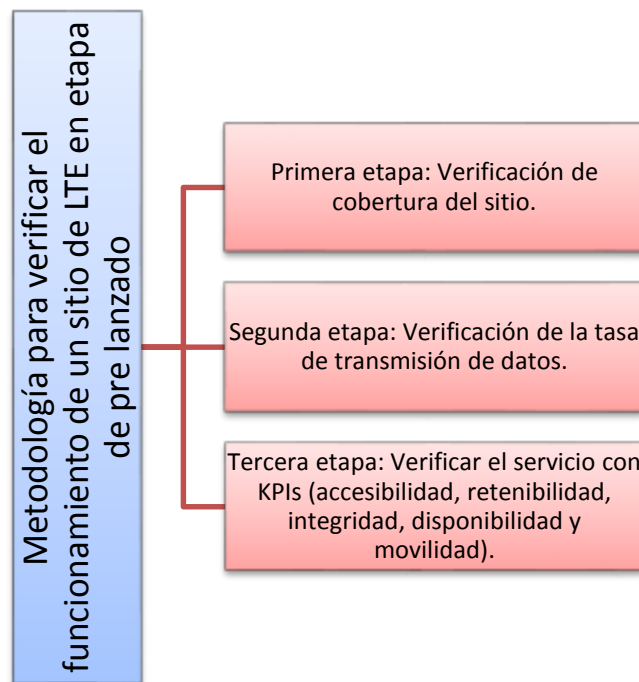 Metodología para verificar el
funcionamiento de un sitio de LTE en etapa
de pre lanzado
Primera etapa: Verificación de
cobertura del sitio.
Segunda etapa: Verificación de la tasa
de transmisión de datos.
Tercera etapa: Verificar el servicio con
KPIs (accesibilidad, retenibilidad,
integridad, disponibilidad y
movilidad).